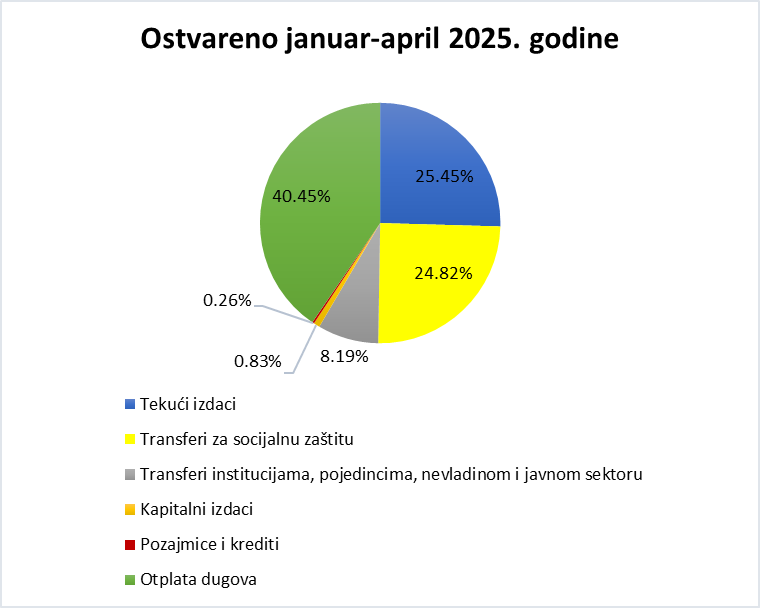 Ostvareno januar-april 2025. godine
25.45%
40.45%
24.82%
0.26%
0.83%
8.19%
Tekući izdaci
Transferi za socijalnu zaštitu
Transferi institucijama, pojedincima, nevladinom i javnom sektoru
Kapitalni izdaci
Pozajmice i krediti
Otplata dugova